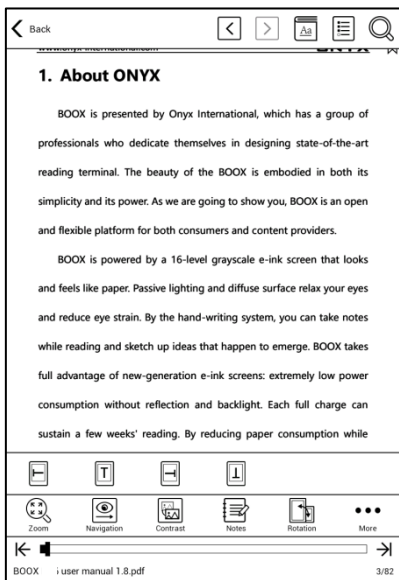 Back
Aa
www.onyx-international.com
1. About ONYX
BOOX is presented by Onyx International, which has a group of
professionals who dedicate themselves in designing state-of-the-art
reading terminal. The beauty of the BOOX is embodied in both its
simplicity and its power. As we are going to show you, BOOX is an open
and flexible platform for both consumers and content providers.
BOOX is powered by a 16-level grayscale e-ink screen that looks
and feels like paper. Passive lighting and diffuse surface relax your eyes
and reduce eye strain. By the hand-writing system, you can take notes
while reading and sketch up ideas that happen to emerge. BOOX takes
full advantage of new-generation e-ink screens: extremely low power
consumption without reflection and backlight. Each full charge can
sustain a few weeks' reading. By reducing paper consumption while
T T T T
Zoom Navigation Contrast Notes Rotation More
BOOX i user manual 1.8.pdf 3/82